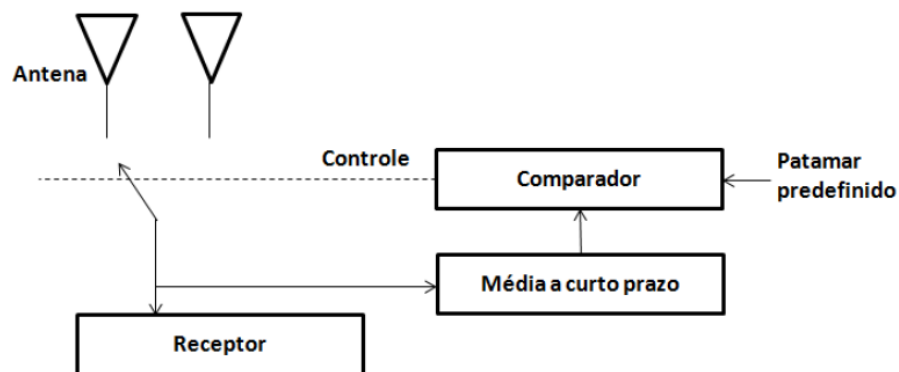 Antena
Controle
Comparador
Patamar
predefinido
Média a curto prazo
Receptor